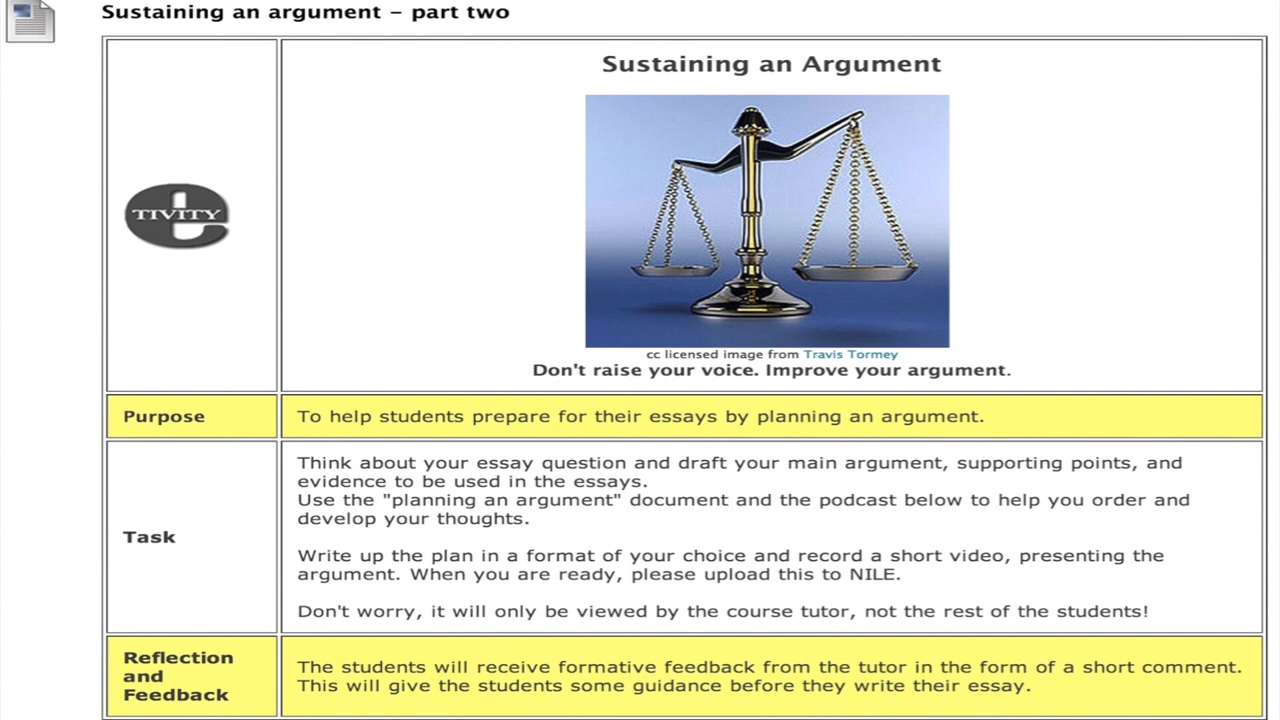 Sustaining an argument – part two
Sustaining an Argument
TIVITY
cc licensed image from Travis Tormey
Don't raise your voice. Improve your argument.
Purpose
To help students prepare for their essays by planning an argument.
Task
Think about your essay question and draft your main argument, supporting points, and
evidence to be used in the essays.
Use the "planning an argument" document and the podcast below to help you order and
develop your thoughts.
Write up the plan in a format of your choice and record a short video, presenting the
argument. When you are ready, please upload this to NILE.
Don't worry, it will only be viewed by the course tutor, not the rest of the students!
Reflection
and
Feedback
The students will receive formative feedback from the tutor in the form of a short comment.
This will give the students some guidance before they write their essay.